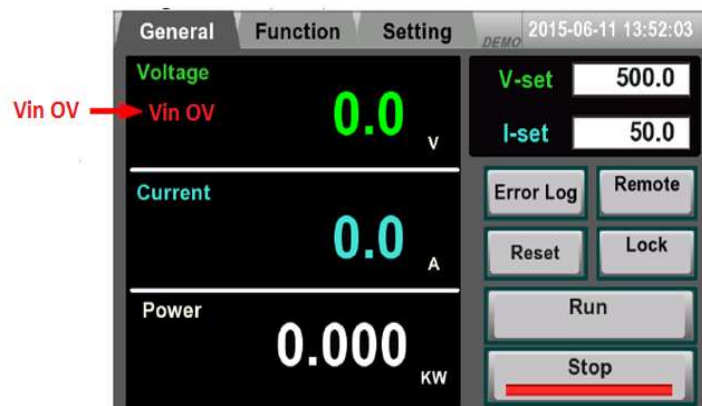 General Function Setting DEMO 2015-06-11 13:52:03
Voltage
Vin OV
Vin OV
0.0 V
V-set 500.0
I-set 50.0
Current
0.0 A
Error Log Remote
Reset Lock
Power
0.000 KW
Run
Stop